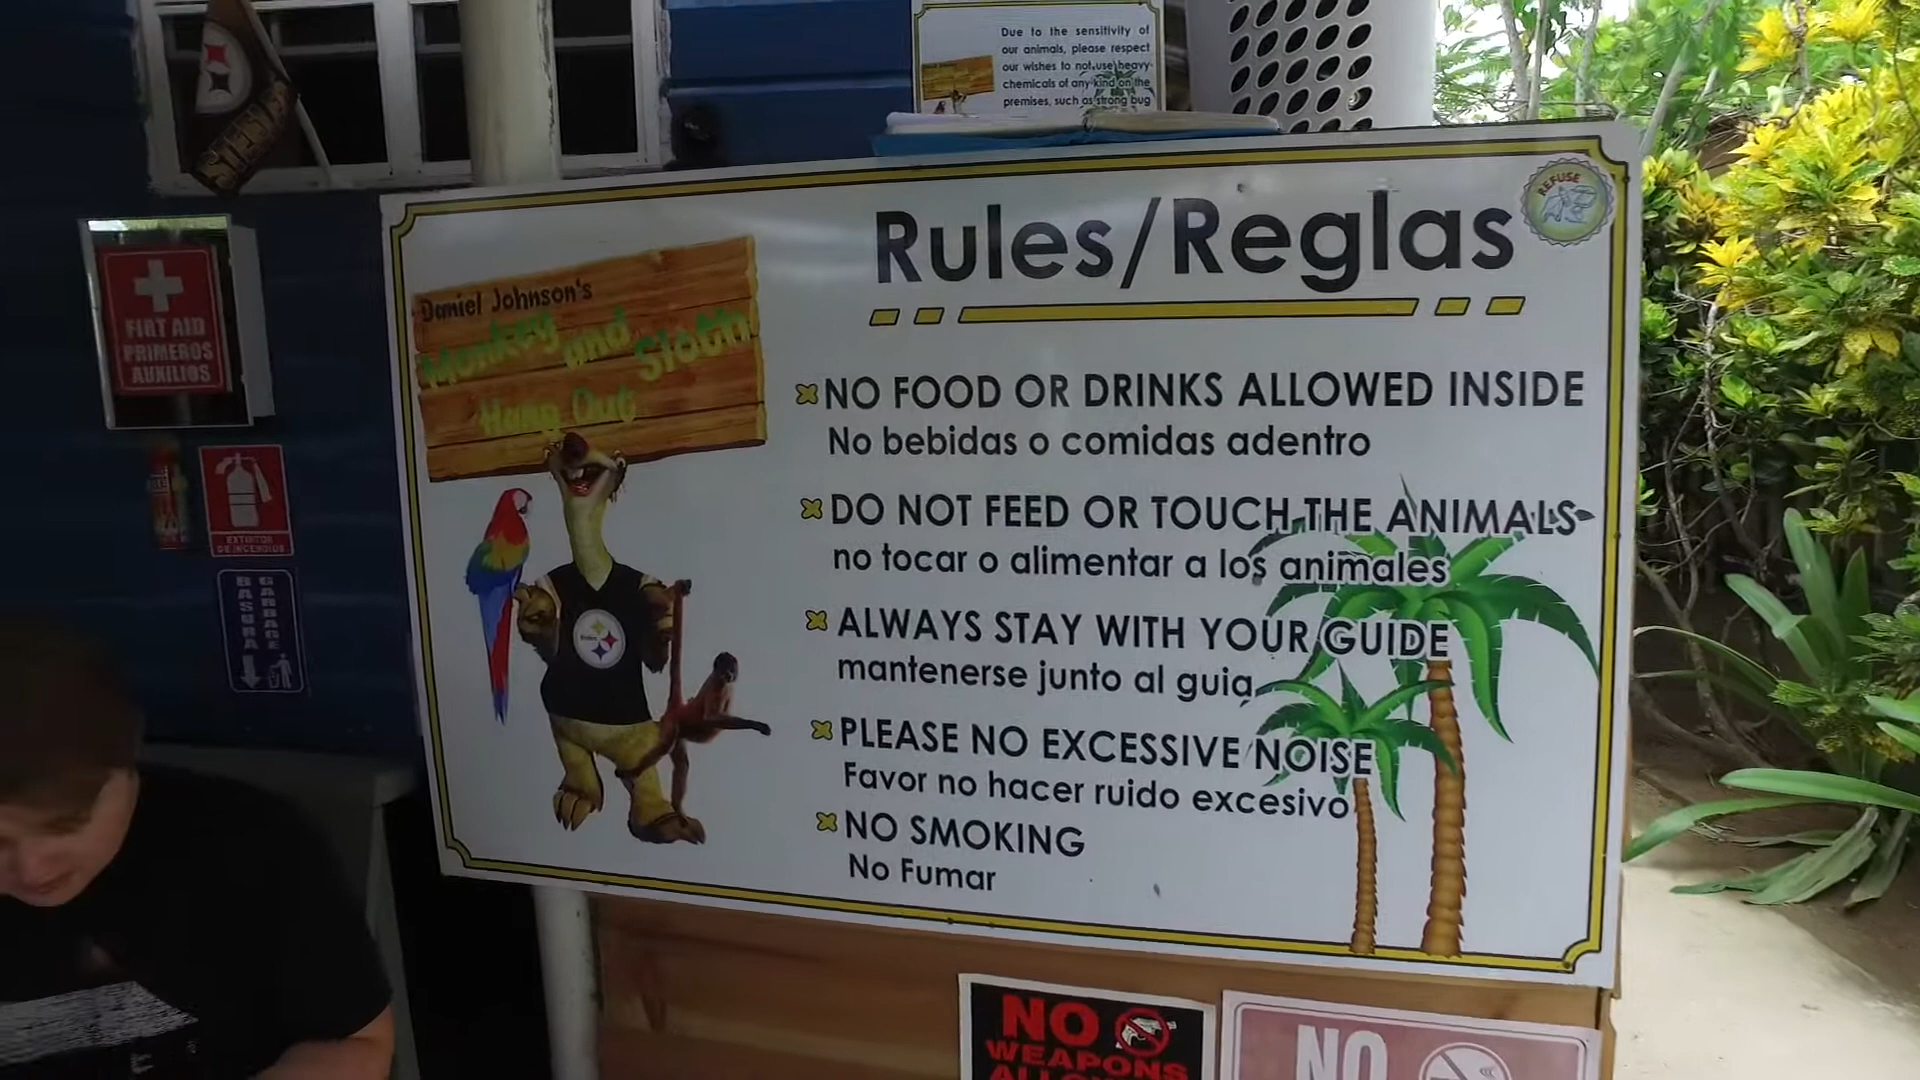 Due to the sensitivity of
our animals, please respect
our wishes to not use heavy
chemicals of any kind on the
premises, such as strong bug
STEELERS
Rules/Reglas
REFUSE
Daniel Johnson's
Monkey and Sloth
Hang Out
NO FOOD OR DRINKS ALLOWED INSIDE
No bebidas o comidas adentro
DO NOT FEED OR TOUCH THE ANIMALS
no tocar o alimentar a los animales
ALWAYS STAY WITH YOUR GUIDE
mantenerse junto al guia
PLEASE NO EXCESSIVE NOISE
Favor no hacer ruido excesivo
NO SMOKING
No Fumar
FIRT AID
PRIMEROS
AUXILIOS
EXTINTOR
DE INCENDIOS
BASURA
GARBAGE
NO
WEAPONS
NO